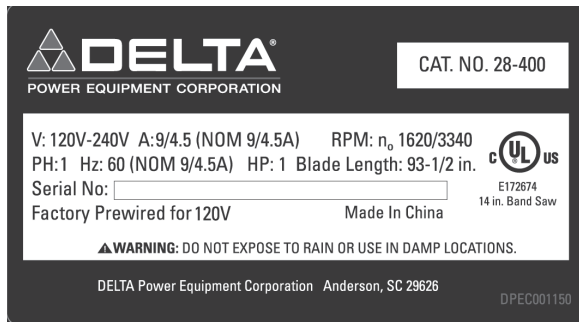 DELTA®
POWER EQUIPMENT CORPORATION
CAT. NO. 28-400
V: 120V-240V A:9/4.5 (NOM 9/4.5A) RPM: n₀ 1620/3340
PH:1 Hz: 60 (NOM 9/4.5A) HP: 1 Blade Length: 93-1/2 in.
Serial No:
Factory Prewired for 120V Made In China
C UL US
E172674
14 in. Band Saw
⚠WARNING: DO NOT EXPOSE TO RAIN OR USE IN DAMP LOCATIONS.
DELTA Power Equipment Corporation Anderson, SC 29626
DPEC001150